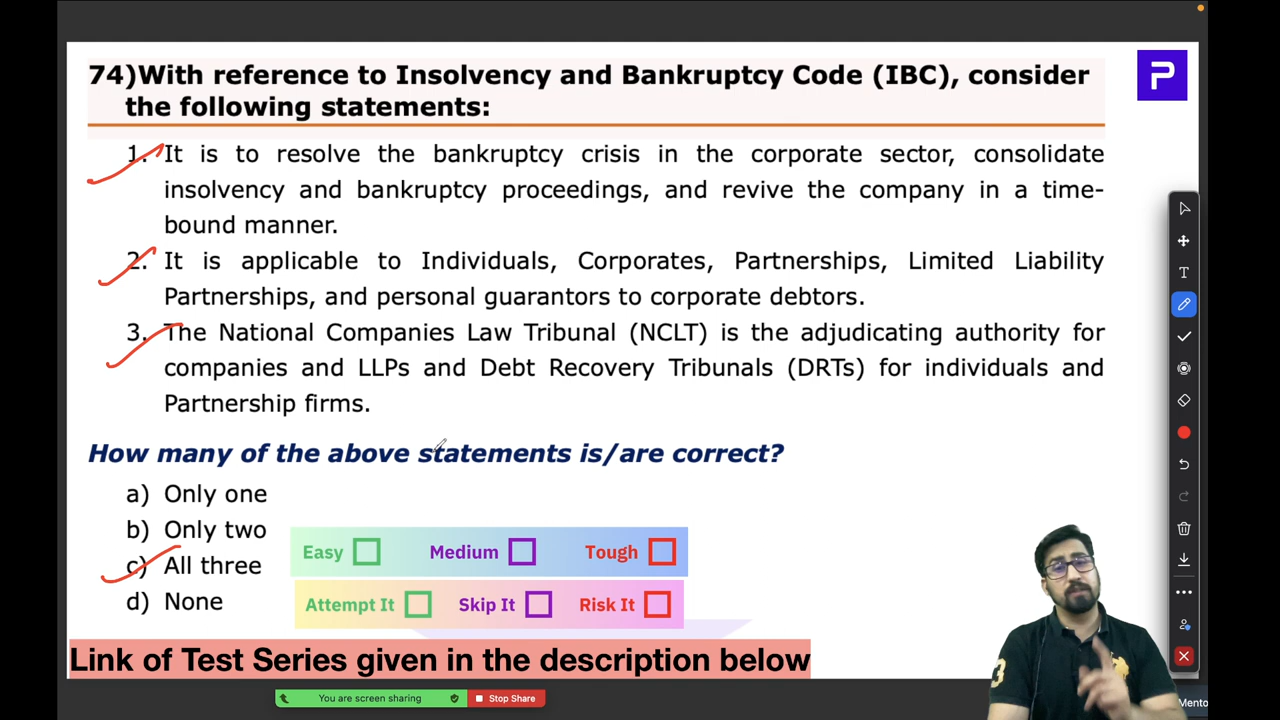 74)With reference to Insolvency and Bankruptcy Code (IBC), consider
the following statements:
P
1. It is to resolve the bankruptcy crisis in the corporate sector, consolidate
insolvency and bankruptcy proceedings, and revive the company in a time-
bound manner.
2. It is applicable to Individuals, Corporates, Partnerships, Limited Liability
Partnerships, and personal guarantors to corporate debtors.
3. The National Companies Law Tribunal (NCLT) is the adjudicating authority for
companies and LLPs and Debt Recovery Tribunals (DRTs) for individuals and
Partnership firms.
How many of the above statements is/are correct?
a) Only one
b) Only two
c) All three
d) None
Easy Medium Tough
Attempt It Skip It Risk It
Link of Test Series given in the description below
You are screen sharing Stop Share
T
3
Mento